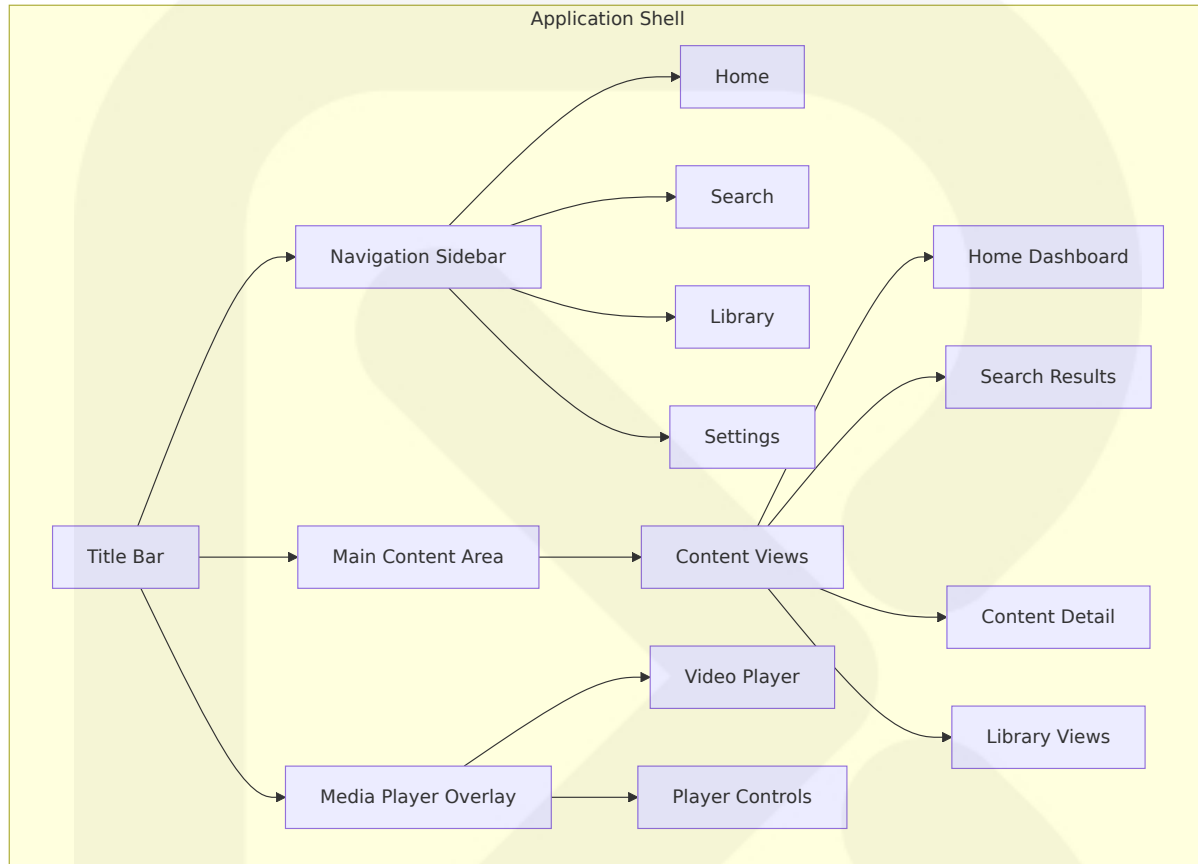 Application Shell
Home
Search
Navigation Sidebar
Home Dashboard
Library
Search Results
Settings
Title Bar
Main Content Area
Content Views
Content Detail
Video Player
Library Views
Media Player Overlay
Player Controls